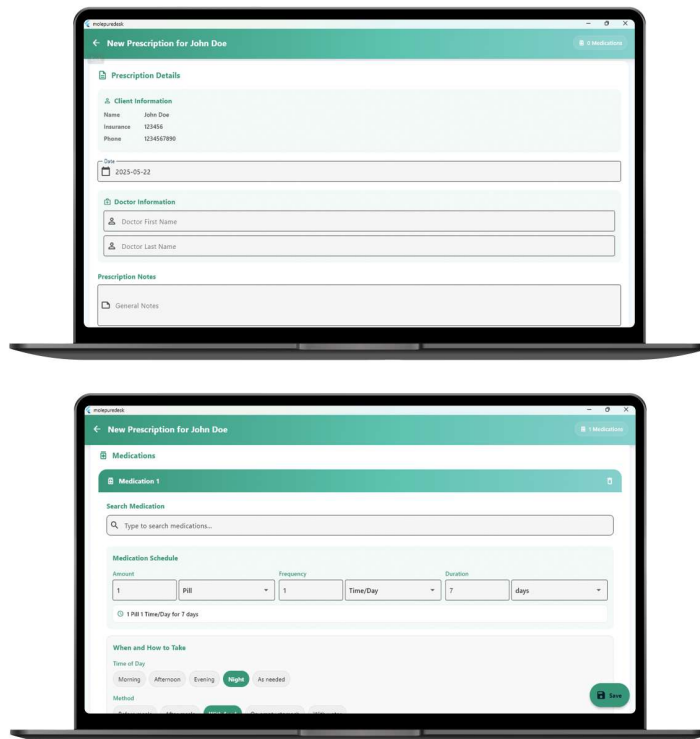 molepuredesk
New Prescription for John Doe
0 Medications
Prescription Details
Client Information
Name John Doe
Insurance 123456
Phone 1234567890
Date
2025-05-22
Doctor Information
Doctor First Name
Doctor Last Name
Prescription Notes
General Notes
molepuredesk
New Prescription for John Doe
1 Medications
Medications
Medication 1
Search Medication
Type to search medications...
Medication Schedule
Amount Frequency Duration
1 Pill 1 Time/Day 7 days
1 Pill 1 Time/Day for 7 days
When and How to Take
Time of Day
Morning Afternoon Evening Night As needed
Save
Method